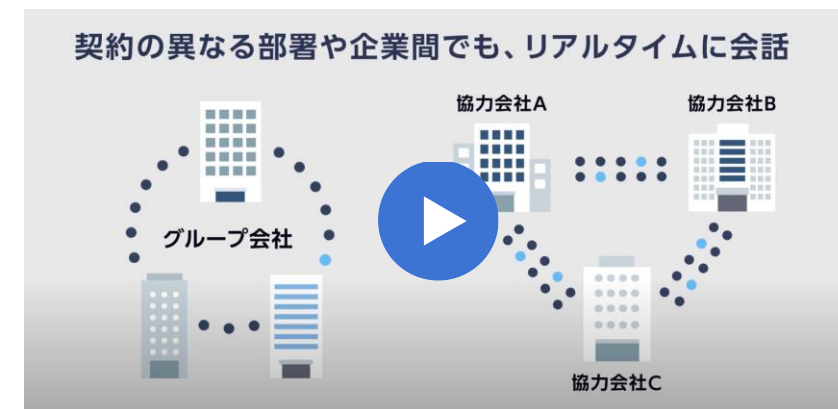 契約の異なる部署や企業間でも、リアルタイムに会話
協力会社A
協力会社B
グループ会社
協力会社C